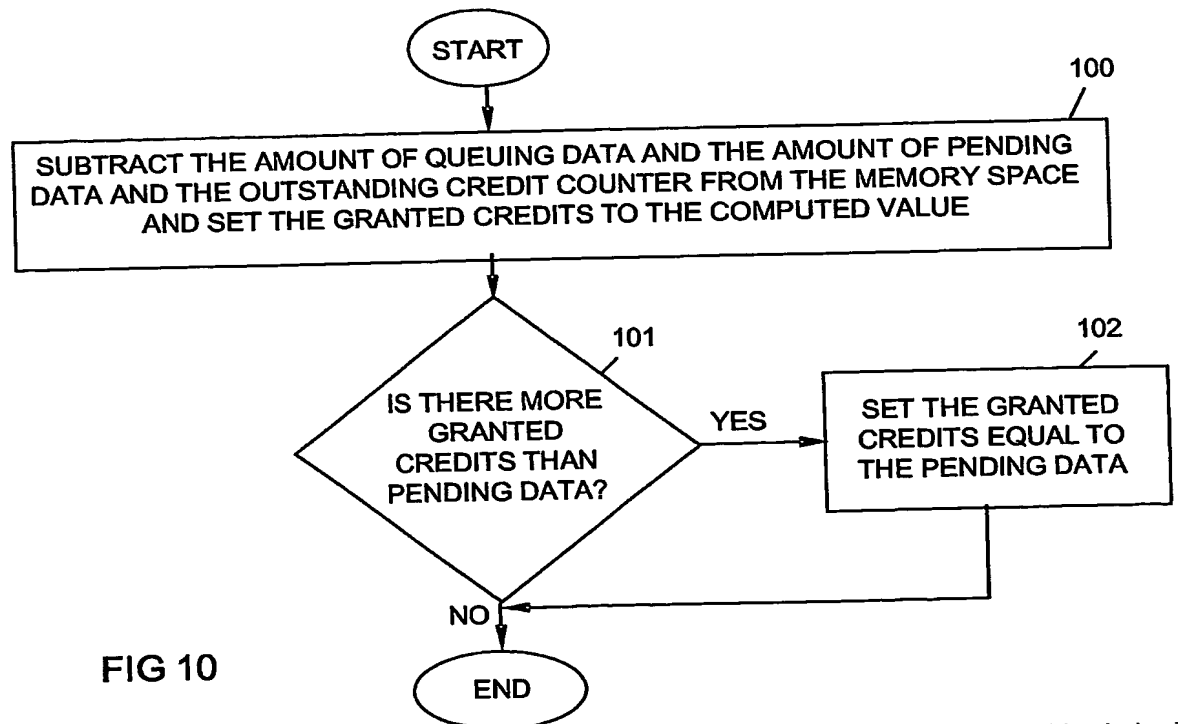 START
100
SUBTRACT THE AMOUNT OF QUEUING DATA AND THE AMOUNT OF PENDING
DATA AND THE OUTSTANDING CREDIT COUNTER FROM THE MEMORY SPACE
AND SET THE GRANTED CREDITS TO THE COMPUTED VALUE
101
IS THERE MORE
GRANTED
CREDITS THAN
PENDING DATA?
YES
102
SET THE GRANTED
CREDITS EQUAL TO
THE PENDING DATA
NO
END
FIG 10